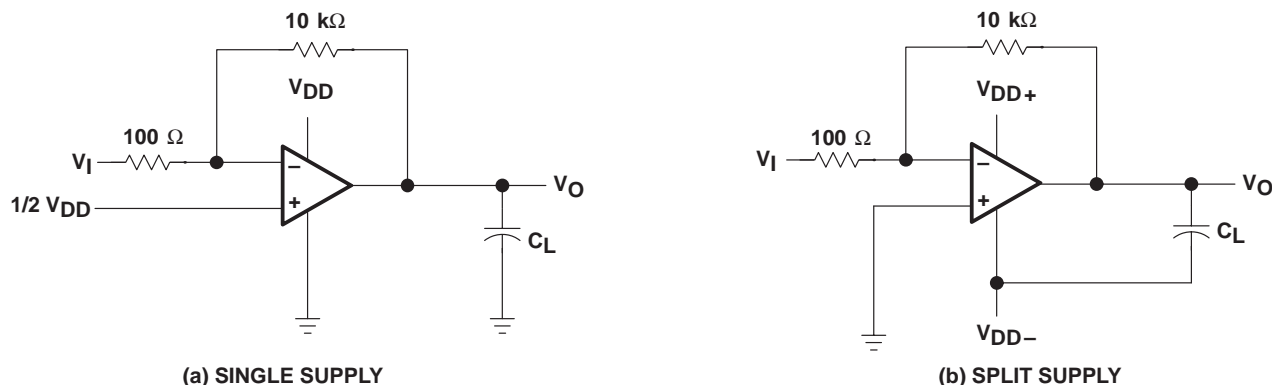 10 kΩ
VDD
100 Ω
VI
−
+
1/2 VDD
VO
CL
(a) SINGLE SUPPLY
10 kΩ
VDD+
100 Ω
VI
−
+
VO
CL
VDD−
(b) SPLIT SUPPLY